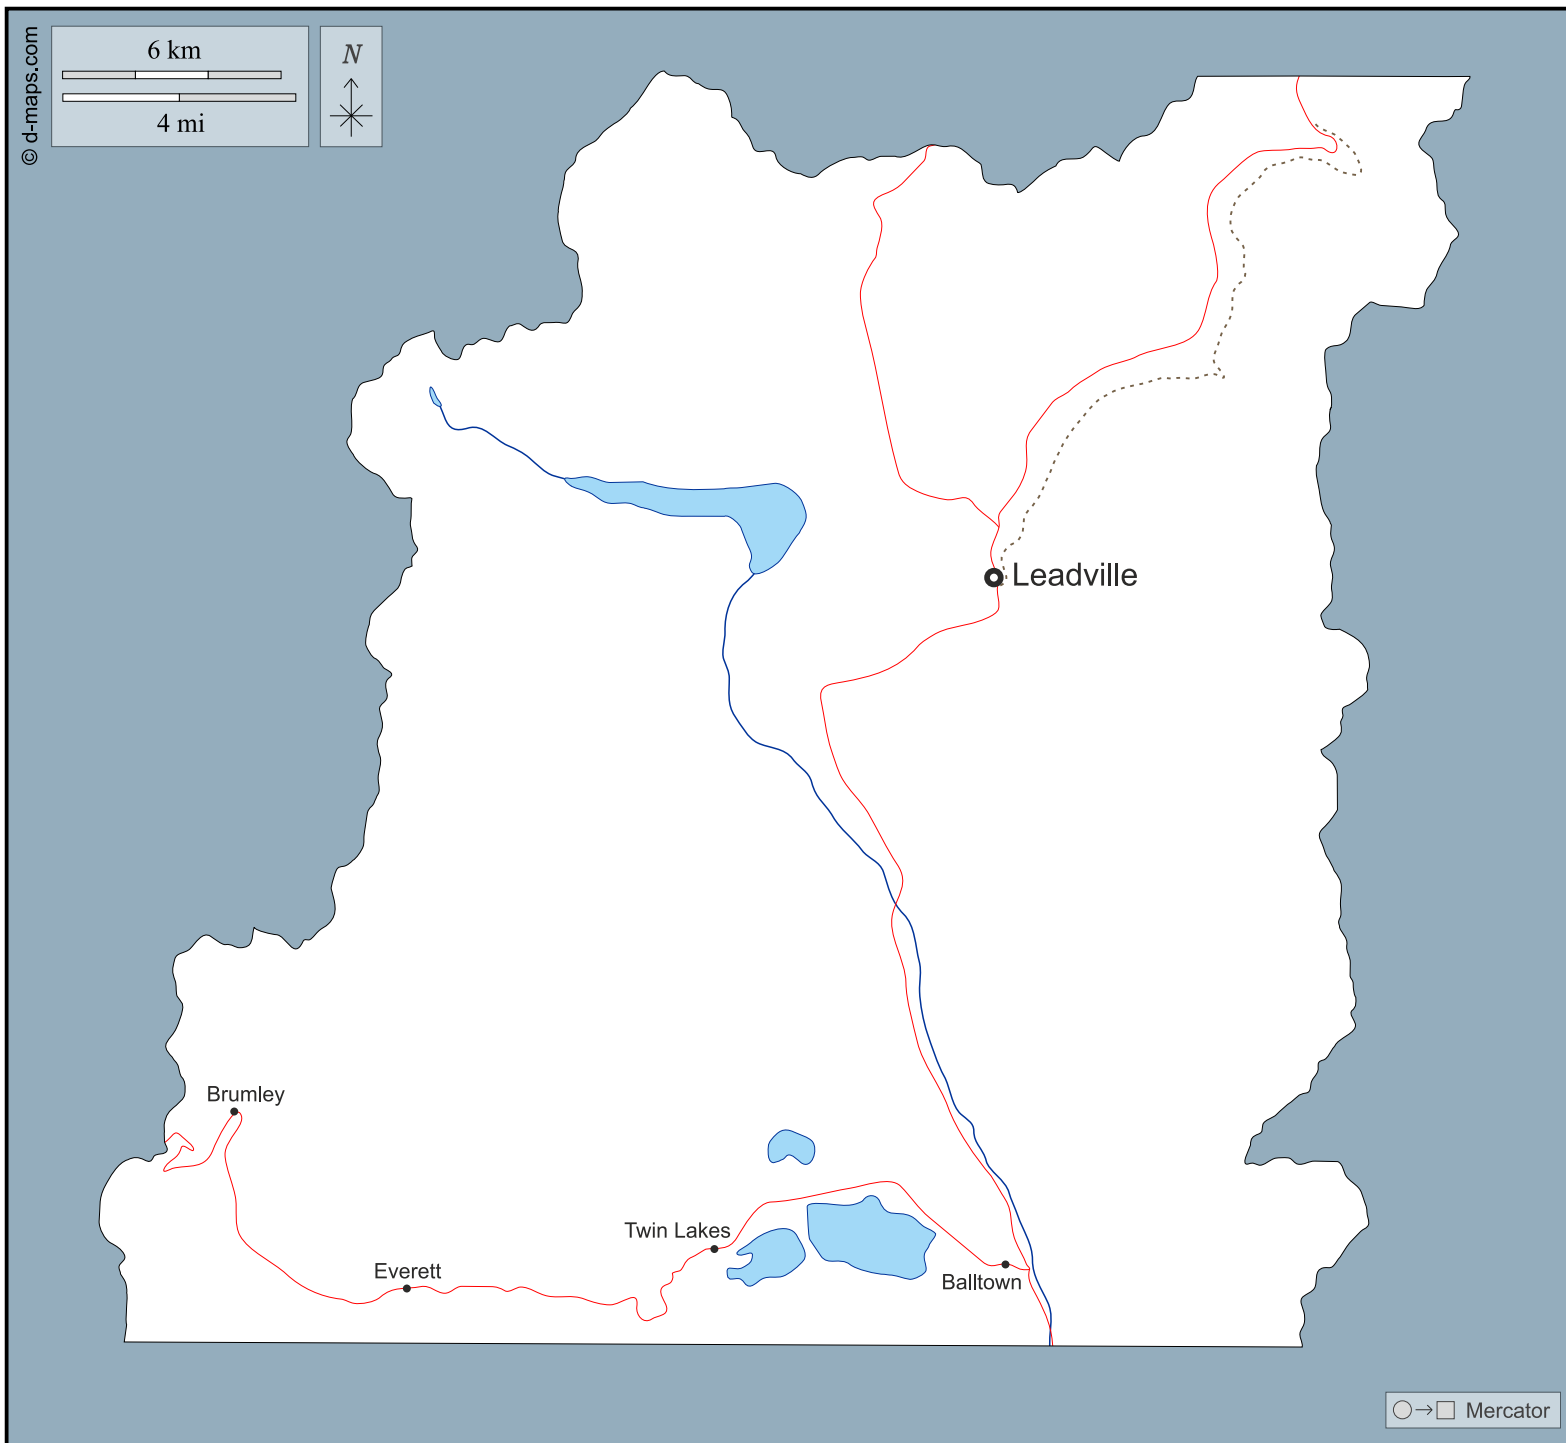 © d-maps.com
6 km
4 mi
N
Leadville
Brumley
Twin Lakes
Everett
Balltown
Mercator